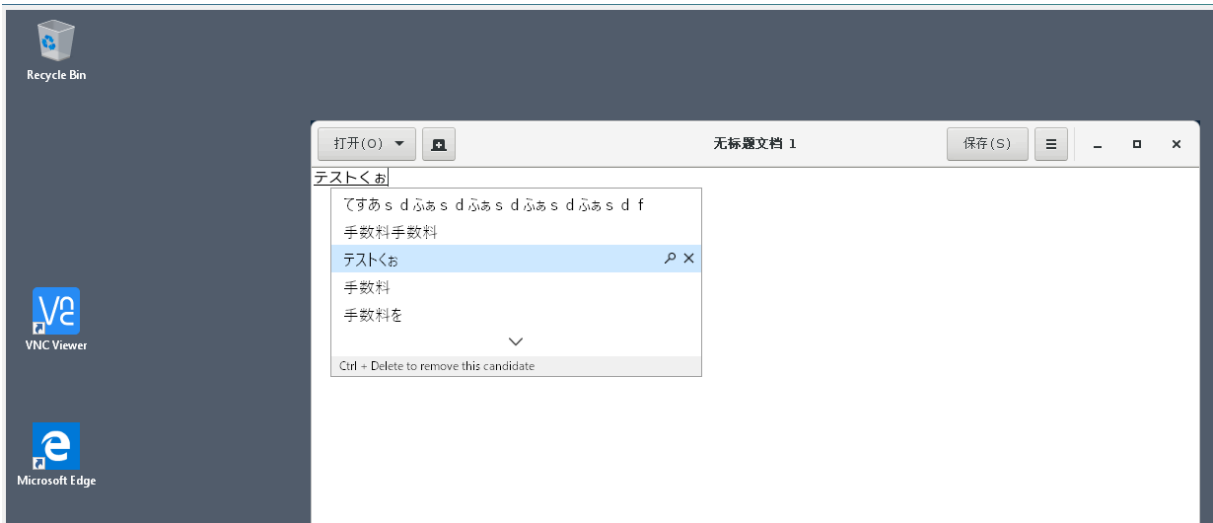 Recycle Bin
打开(O)
无标题文档 1
保存(S)
テストくぉ
てすあｓｄふぁｓｄふぁｓｄふぁｓｄふぁｓｄｆ
手数料手数料
テストくぉ
手数料
手数料を
Ctrl + Delete to remove this candidate
VNC Viewer
Microsoft Edge